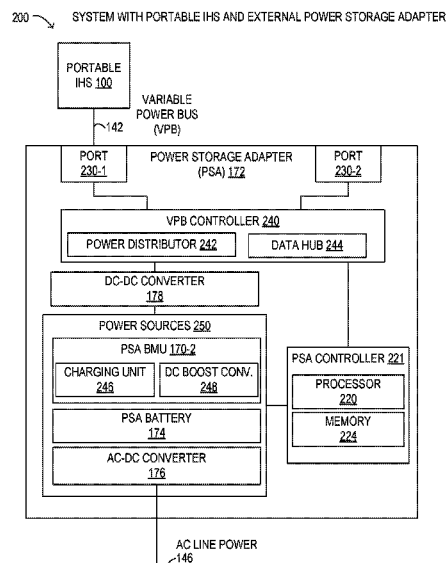 200
SYSTEM WITH PORTABLE IHS AND EXTERNAL POWER STORAGE ADAPTER
PORTABLE
IHS 100
VARIABLE
POWER BUS
(VPB)
142
PORT
230-1
POWER STORAGE ADAPTER
(PSA) 172
PORT
230-2
VPB CONTROLLER 240
POWER DISTRIBUTOR 242
DATA HUB 244
DC-DC CONVERTER
178
POWER SOURCES 250
PSA BMU 170-2
CHARGING UNIT
246
DC BOOST CONV.
248
PSA BATTERY
174
AC-DC CONVERTER
176
PSA CONTROLLER 221
PROCESSOR
220
MEMORY
224
AC LINE POWER
146